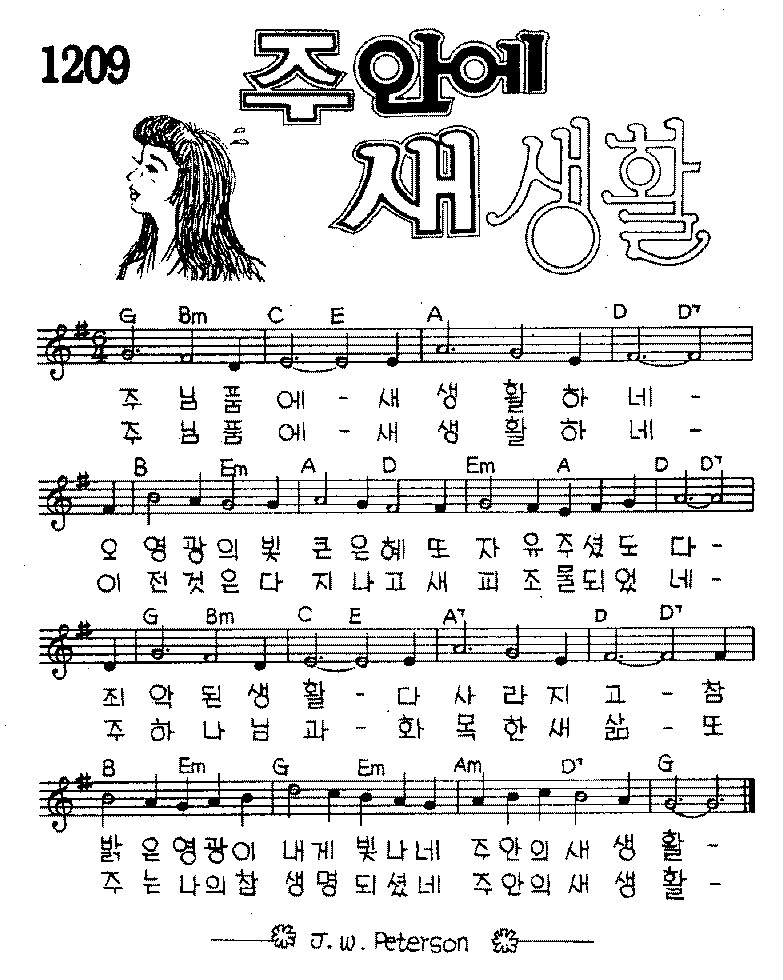 1209
주안에
새생활
G Bm C E A D D7
주 님 품 에 - 새 생 활 하 네 -
주 님 품 에 - 새 생 활 하 네 -
B Em A D Em A D D7
오 영 광 의 빛 큰 은 혜 또 자 유 주 셨 도 다 -
이 전 것 은 다 지 나 고 새 피 조 물 되 었 네 -
G Bm C E A7 D D7
죄 악 된 생 활 - 다 사 라 지 고 - 참
주 하 나 님 과 - 화 목 한 새 삶 - 또
B Em G Em Am D7 G
밝 은 영 광 이 내 게 빛 나 네 주 안 의 새 생 활 -
주 는 나 의 참 생 명 되 셨 네 주 안 의 새 생 활 -
J. W. Peterson